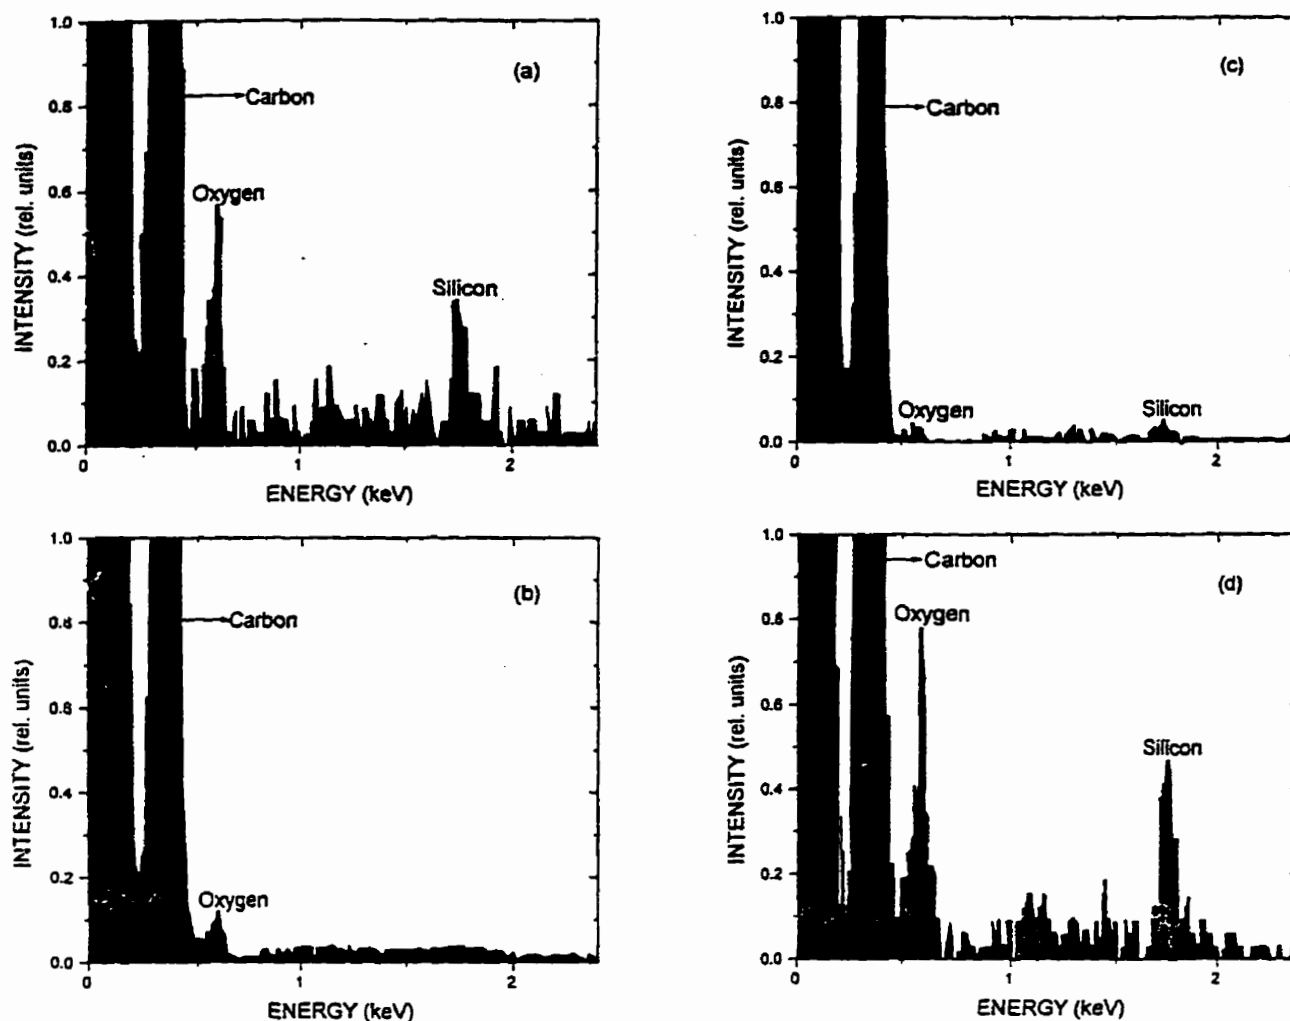 1.0
0.8
0.6
0.4
0.2
0.0
INTENSITY (rel. units)
(a)
Carbon
Oxygen
Silicon
0 1 2
ENERGY (keV)
1.0
0.8
0.6
0.4
0.2
0.0
INTENSITY (rel. units)
(b)
Carbon
Oxygen
0 1 2
ENERGY (keV)
1.0
0.8
0.6
0.4
0.2
0.0
INTENSITY (rel. units)
(c)
Carbon
Oxygen
Silicon
0 1 2
ENERGY (keV)
1.0
0.8
0.6
0.4
0.2
0.0
INTENSITY (rel. units)
(d)
Carbon
Oxygen
Silicon
0 1 2
ENERGY (keV)